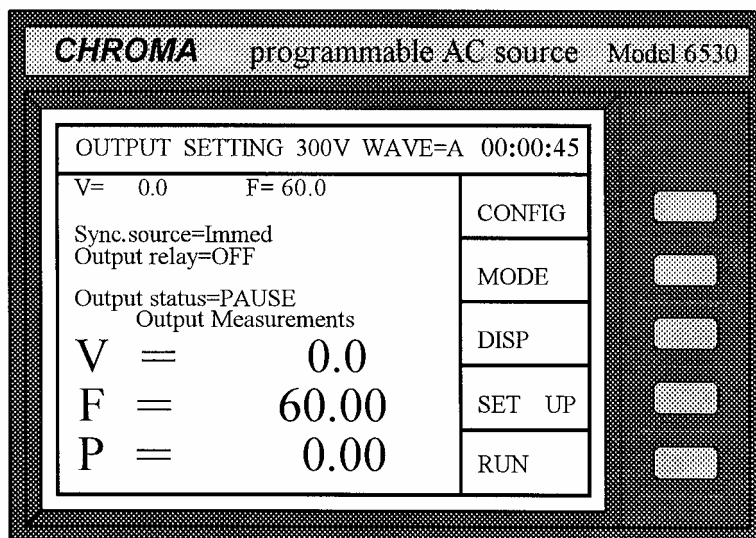 CHROMA programmable AC source Model 6530
OUTPUT SETTING 300V WAVE=A 00:00:45
V= 0.0 F= 60.0
CONFIG
Sync.source=Immed
Output relay=OFF
MODE
Output status=PAUSE
Output Measurements
DISP
V = 0.0
F = 60.00
SET UP
P = 0.00
RUN